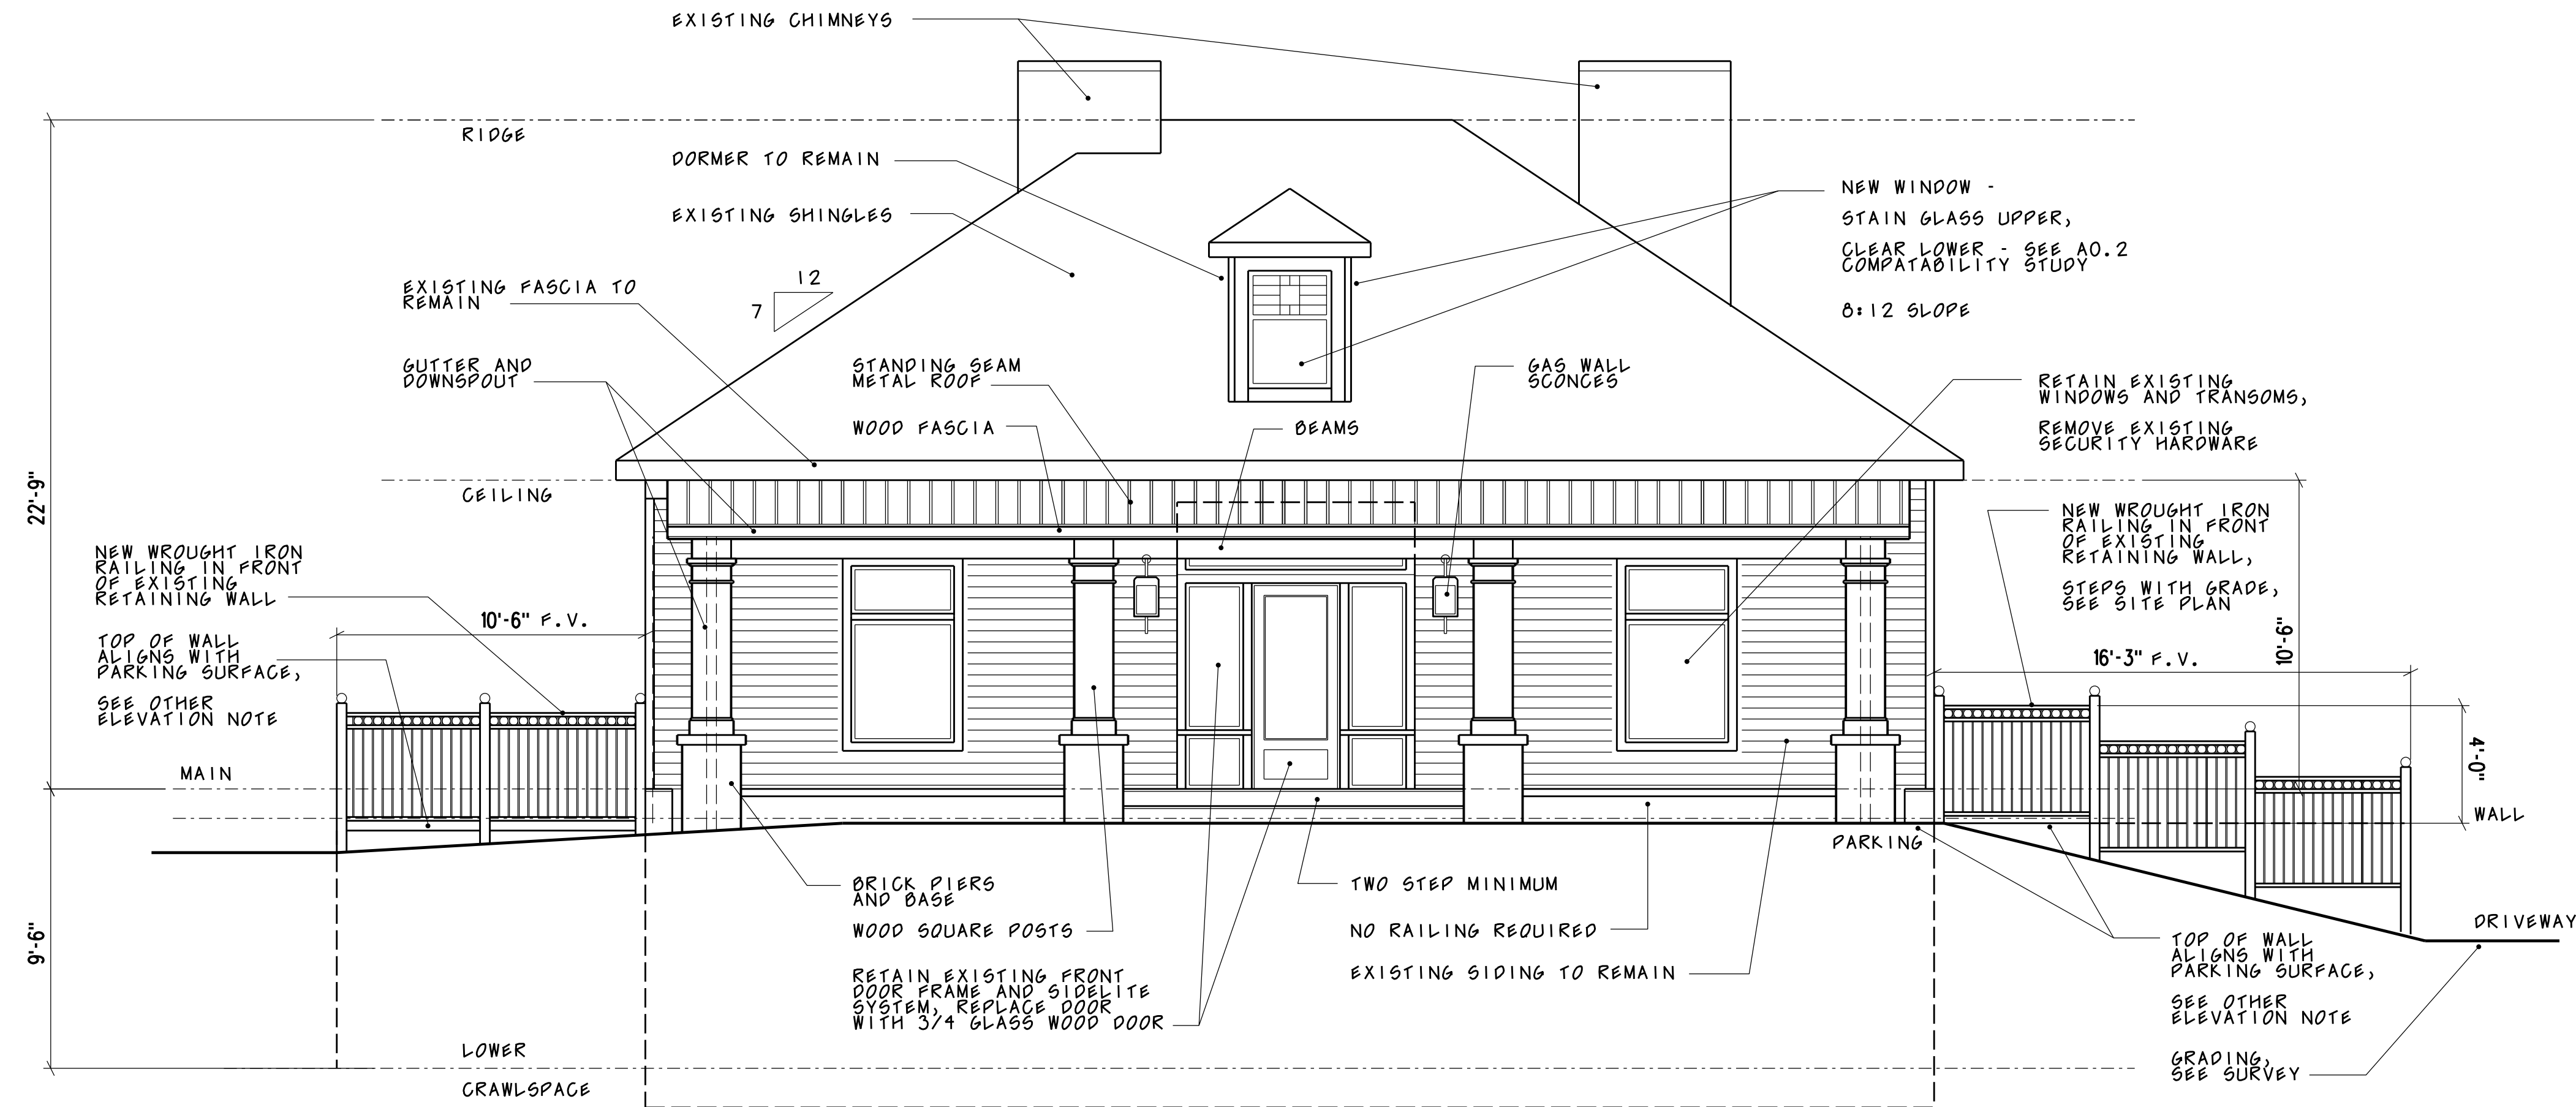 EXISTING CHIMNEYS
RIDGE
DORMER TO REMAIN
EXISTING SHINGLES
NEW WINDOW -
STAIN GLASS UPPER,
CLEAR LOWER - SEE A0.2
COMPATABILITY STUDY
8:12 SLOPE
12
7
EXISTING FASCIA TO
REMAIN
GUTTER AND
DOWNSPOUT
STANDING SEAM
METAL ROOF
WOOD FASCIA
BEAMS
GAS WALL
SCONCES
RETAIN EXISTING
WINDOWS AND TRANSOMS,
REMOVE EXISTING
SECURITY HARDWARE
22'-9"
CEILING
NEW WROUGHT IRON
RAILING IN FRONT
OF EXISTING
RETAINING WALL
10'-6" F.V.
TOP OF WALL
ALIGNS WITH
PARKING SURFACE,
SEE OTHER
ELEVATION NOTE
NEW WROUGHT IRON
RAILING IN FRONT
OF EXISTING
RETAINING WALL,
STEPS WITH GRADE,
SEE SITE PLAN
10'-6"
16'-3" F.V.
4'-0"
MAIN
WALL
PARKING
BRICK PIERS
AND BASE
WOOD SQUARE POSTS
RETAIN EXISTING FRONT
DOOR FRAME AND SIDELITE
SYSTEM, REPLACE DOOR
WITH 3/4 GLASS WOOD DOOR
TWO STEP MINIMUM
NO RAILING REQUIRED
EXISTING SIDING TO REMAIN
DRIVEWAY
TOP OF WALL
ALIGNS WITH
PARKING SURFACE,
SEE OTHER
ELEVATION NOTE
GRADING,
SEE SURVEY
9'-6"
LOWER
CRAWLSPACE